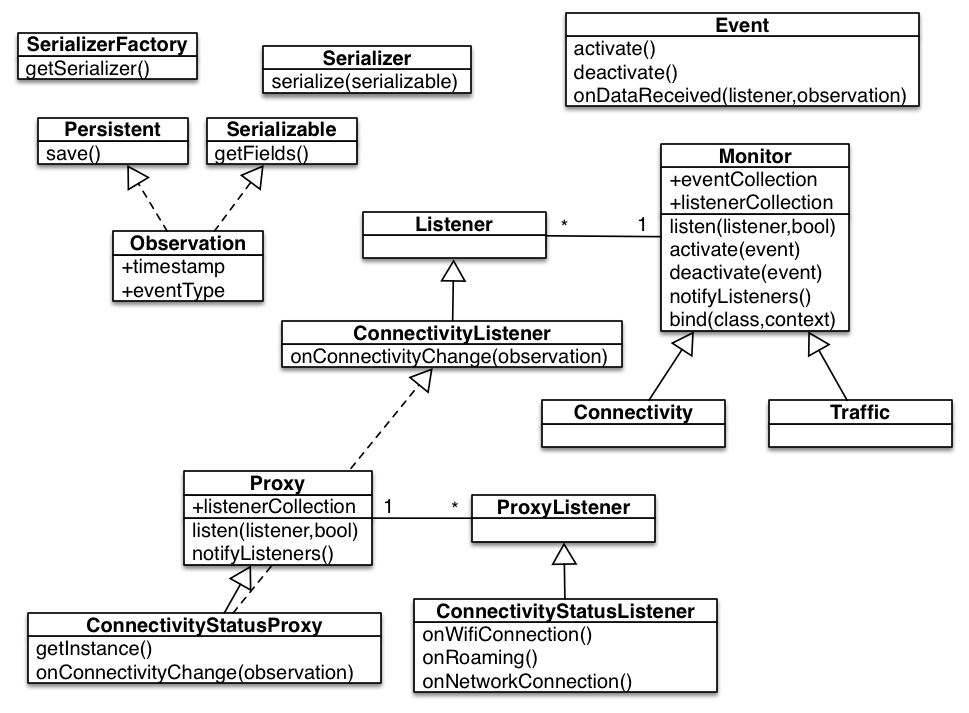 SerializerFactory
getSerializer()
Serializer
serialize(serializable)
Event
activate()
deactivate()
onDataReceived(listener,observation)
Persistent
save()
Serializable
getFields()
Monitor
+eventCollection
+listenerCollection
listen(listener,bool)
activate(event)
deactivate(event)
notifyListeners()
bind(class,context)
Listener
* 1
Observation
+timestamp
+eventType
ConnectivityListener
onConnectivityChange(observation)
Connectivity
Traffic
Proxy
+listenerCollection
listen(listener,bool)
notifyListeners()
1 *
ProxyListener
ConnectivityStatusProxy
getInstance()
onConnectivityChange(observation)
ConnectivityStatusListener
onWifiConnection()
onRoaming()
onNetworkConnection()